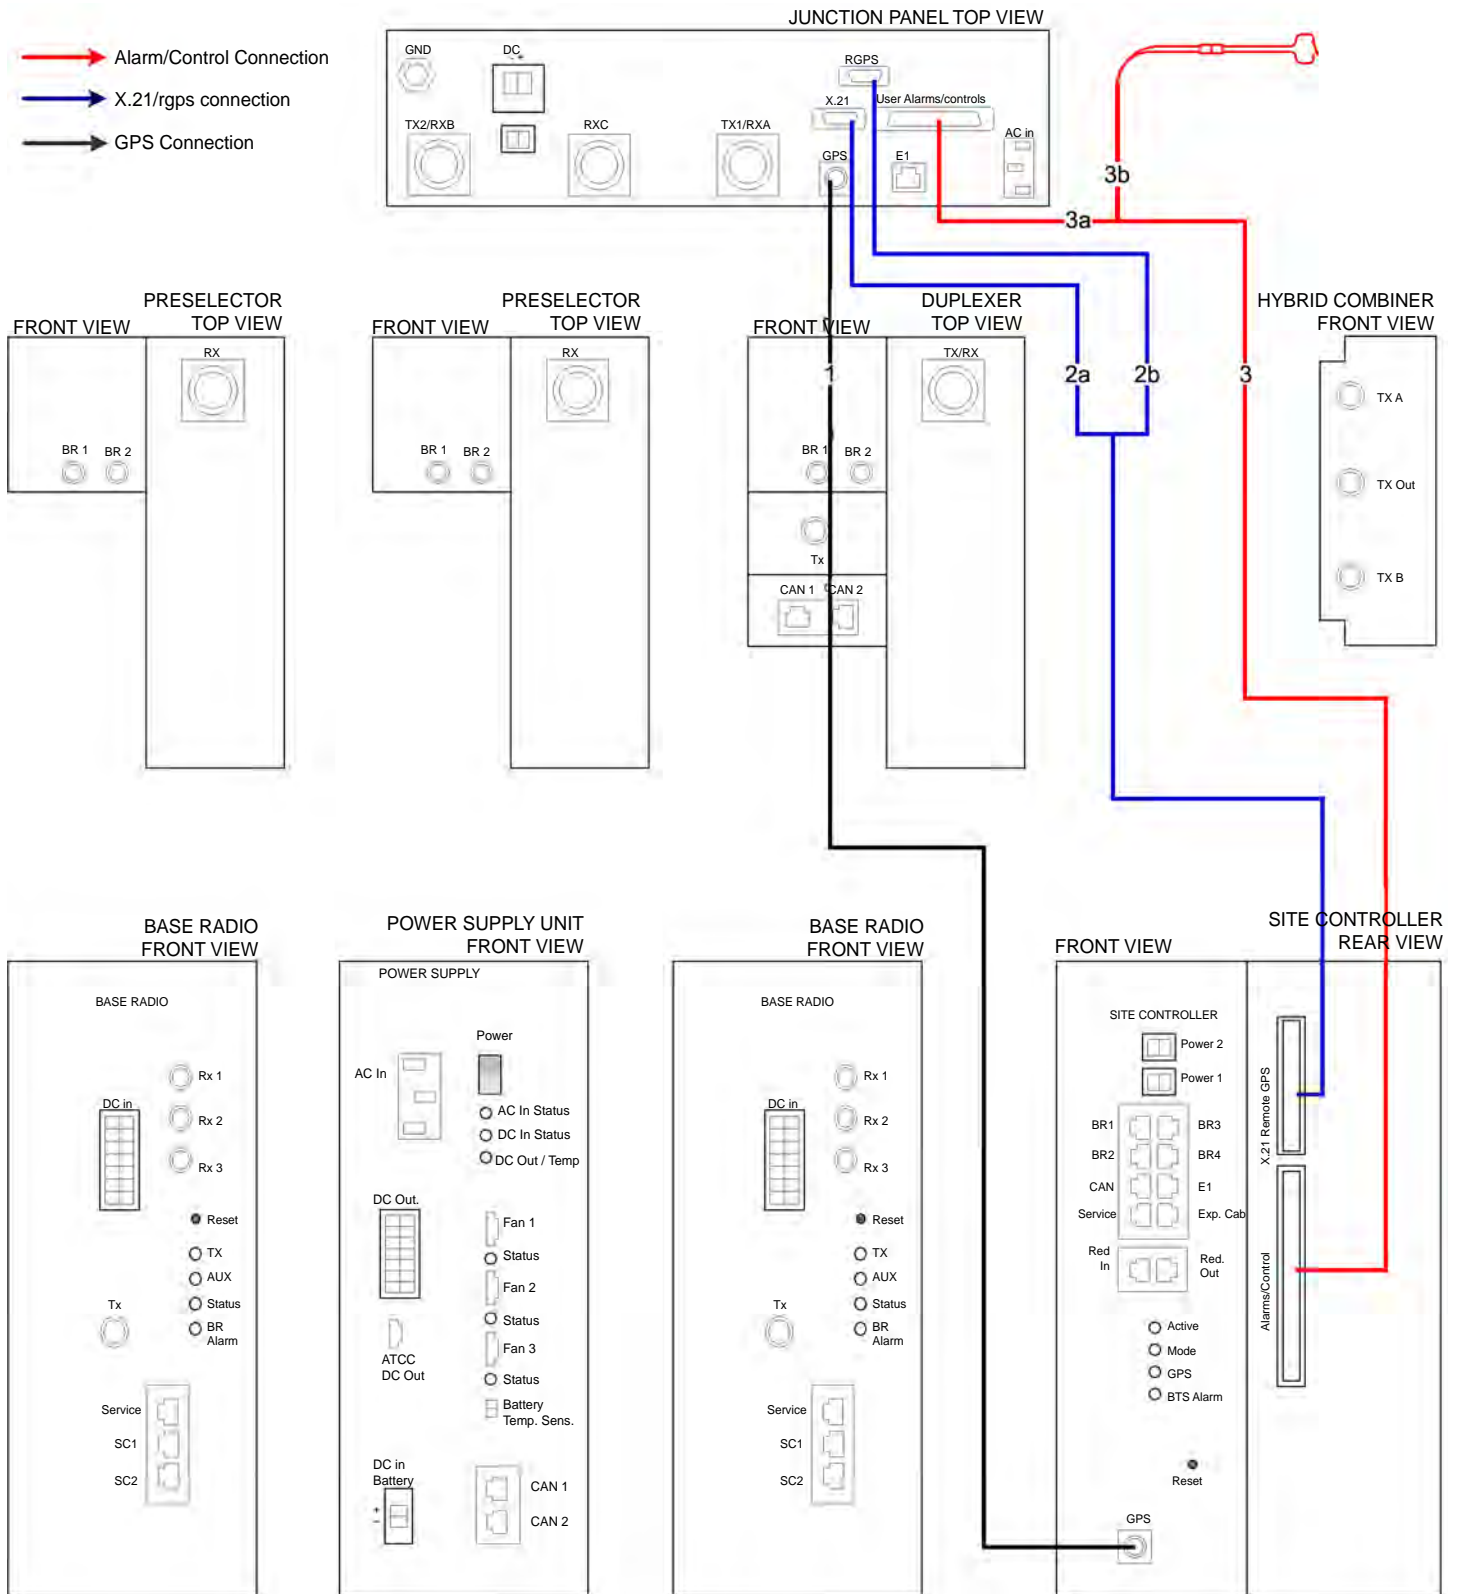 JUNCTION PANEL TOP VIEW
Alarm/Control Connection
X.21/rgps connection
GPS Connection
GND
DC
- +
RGPS
X.21
User Alarms/controls
TX2/RXB
RXC
TX1/RXA
AC in
GPS
E1
3b
3a
PRESELECTOR
FRONT VIEW
TOP VIEW
RX
BR 1
BR 2
PRESELECTOR
FRONT VIEW
TOP VIEW
RX
BR 1
BR 2
DUPLEXER
FRONT VIEW
TOP VIEW
TX/RX
1
BR 1
BR 2
Tx
CAN 1
CAN 2
2a
2b
3
HYBRID COMBINER
FRONT VIEW
TX A
TX Out
TX B
BASE RADIO
FRONT VIEW
BASE RADIO
Rx 1
DC in
Rx 2
Rx 3
Reset
TX
AUX
Status
Tx
BR
Alarm
Service
SC1
SC2
POWER SUPPLY UNIT
FRONT VIEW
POWER SUPPLY
Power
AC In
AC In Status
DC In Status
DC Out / Temp
DC Out.
Fan 1
Status
Fan 2
Status
Fan 3
ATCC
DC Out
Status
Battery
Temp. Sens.
DC in
Battery
+
-
CAN 1
CAN 2
BASE RADIO
FRONT VIEW
BASE RADIO
Rx 1
DC in
Rx 2
Rx 3
Reset
TX
AUX
Status
Tx
BR
Alarm
Service
SC1
SC2
SITE CONTROLLER
FRONT VIEW
REAR VIEW
SITE CONTROLLER
Power 2
Power 1
BR1
BR3
BR2
BR4
CAN
E1
Service
Exp. Cab
Red
In
Red.
Out
Active
Mode
GPS
BTS Alarm
Reset
GPS
X.21 Remote GPS
Alarms/Control